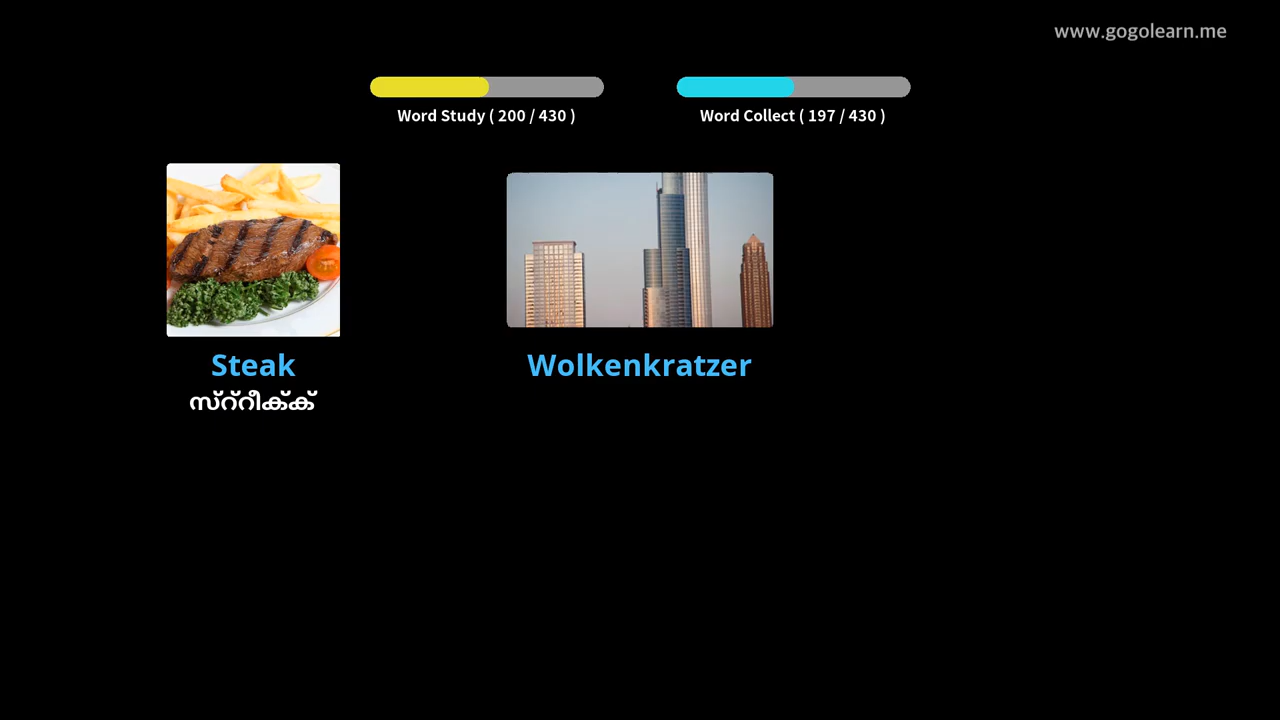 www.gogolearn.me
Word Study ( 200 / 430 )
Word Collect ( 197 / 430 )
Steak
സ്റ്റീക്ക്
Wolkenkratzer